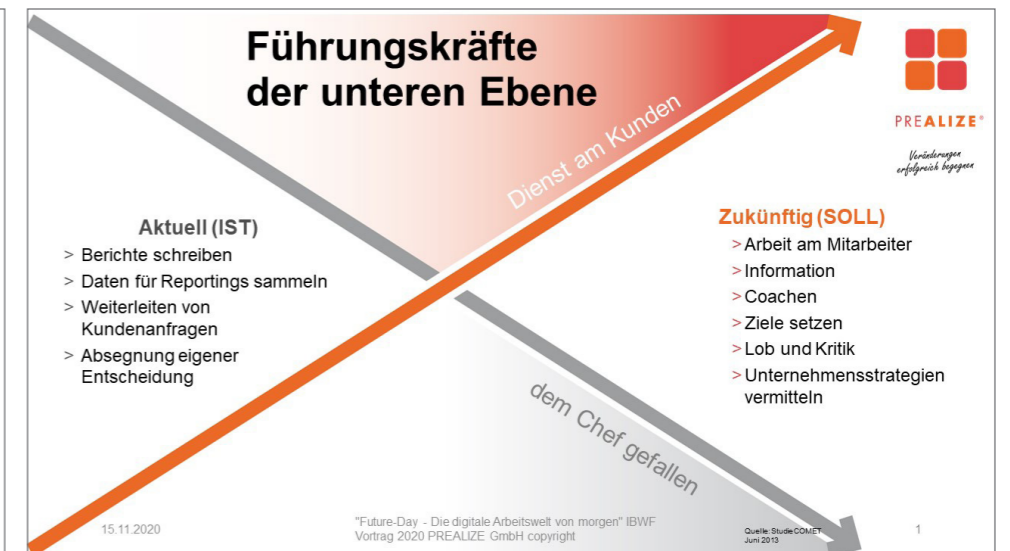 Führungskräfte
der unteren Ebene
PREALIZE®
Veränderungen
erfolgreich begegnen
Dienst am Kunden
Aktuell (IST)
> Berichte schreiben
> Daten für Reportings sammeln
> Weiterleiten von
Kundenanfragen
> Absegnung eigener
Entscheidung
Zukünftig (SOLL)
> Arbeit am Mitarbeiter
> Information
> Coachen
> Ziele setzen
> Lob und Kritik
> Unternehmensstrategien
vermitteln
dem Chef gefallen
15.11.2020
"Future-Day - Die digitale Arbeitswelt von morgen" IBWF
Vortrag 2020 PREALIZE GmbH copyright
Quelle: Studie COMET
Juni 2013
1